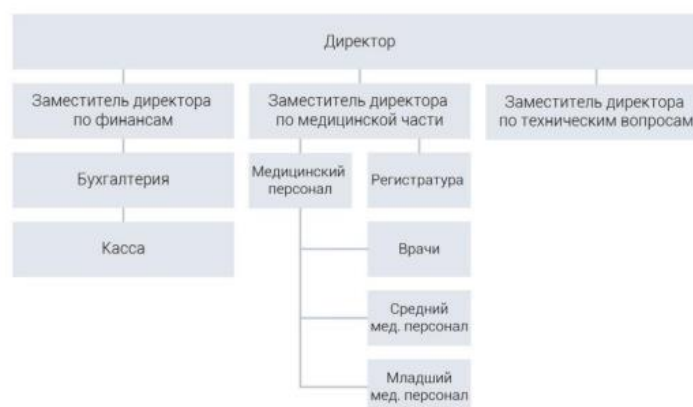 Директор
Заместитель директора
по финансам
Заместитель директора
по медицинской части
Заместитель директора
по техническим вопросам
Бухгалтерия
Медицинский
персонал
Регистратура
Касса
Врачи
Средний
мед. персонал
Младший
мед. персонал